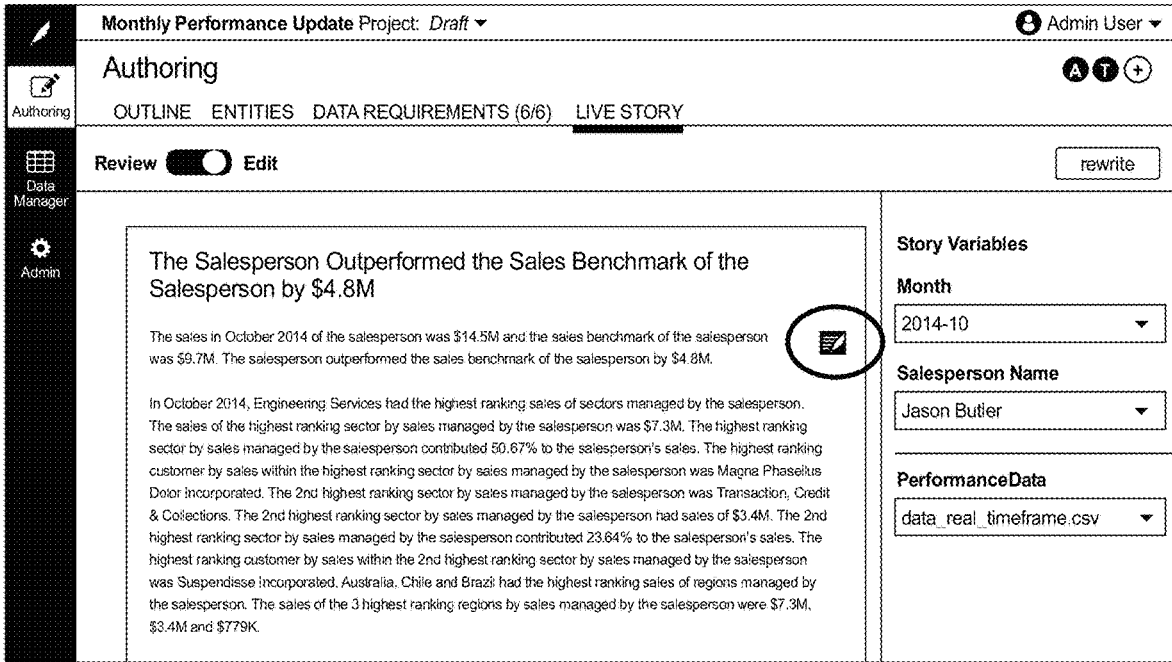 Monthly Performance Update Project: Draft
Admin User
Authoring
A T +
Authoring
OUTLINE ENTITIES DATA REQUIREMENTS (6/6) LIVE STORY
Review Edit
rewrite
Data
Manager
Admin
The Salesperson Outperformed the Sales Benchmark of the
Salesperson by $4.8M
The sales in October 2014 of the salesperson was $14.5M and the sales benchmark of the salesperson
was $9.7M. The salesperson outperformed the sales benchmark of the salesperson by $4.8M.
In October 2014, Engineering Services had the highest ranking sales of sectors managed by the salesperson.
The sales of the highest ranking sector by sales managed by the salesperson was $7.3M. The highest ranking
sector by sales managed by the salesperson contributed 50.67% to the salesperson's sales. The highest ranking
customer by sales within the highest ranking sector by sales managed by the salesperson was Magna Phasellus
Dolor Incorporated. The 2nd highest ranking sector by sales managed by the salesperson was Transaction, Credit
& Collections. The 2nd highest ranking sector by sales managed by the salesperson had sales of $3.4M. The 2nd
highest ranking sector by sales managed by the salesperson contributed 23.64% to the salesperson's sales. The
highest ranking customer by sales within the 2nd highest ranking sector by sales managed by the salesperson
was Suspendisse Incorporated. Australia, Chile and Brazil had the highest ranking sales of regions managed by
the salesperson. The sales of the 3 highest ranking regions by sales managed by the salesperson were $7.3M,
$3.4M and $779K.
Story Variables
Month
2014-10
Salesperson Name
Jason Butler
PerformanceData
data_real_timeframe.csv